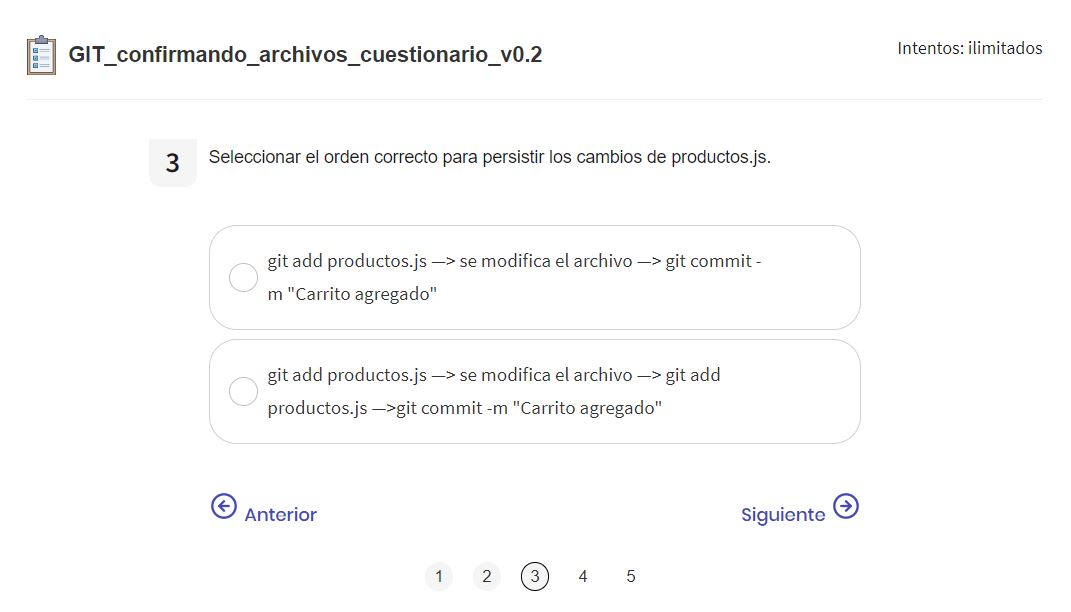 GIT_confirmando_archivos_cuestionario_v0.2
Intentos: ilimitados
3
Seleccionar el orden correcto para persistir los cambios de productos.js.
git add productos.js —> se modifica el archivo —> git commit -
m "Carrito agregado"
git add productos.js —> se modifica el archivo —> git add
productos.js —>git commit -m "Carrito agregado"
Anterior
Siguiente
1 2 3 4 5